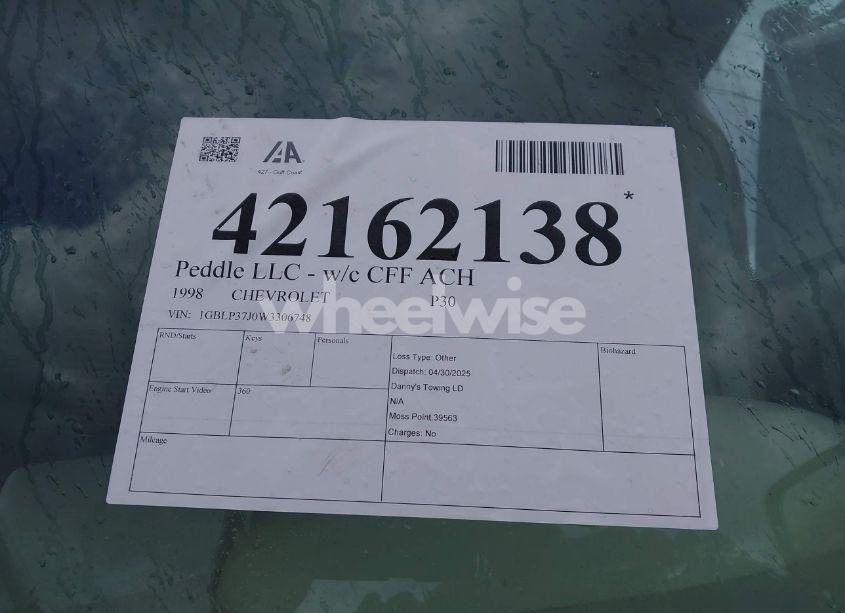 IAA
427 - Gulf Coast
42162138*
Peddle LLC - w/c CFF ACH
1998 CHEVROLET P30
VIN: 1GBLP37J0W3306748
wheelwise
RND/Starts
Keys
Personals
Loss Type: Other
Dispatch: 04/30/2025
Danny's Towing LD
N/A
Moss Point.39563
Charges: No
Biohazard
Engine Start Video
360
Mileage